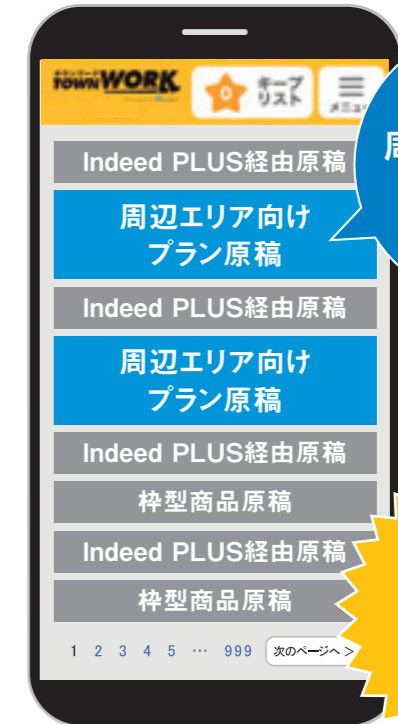 タウンワーク
TOWNWORK
0
キープ
リスト
メニュー
周
Indeed PLUS経由原稿
周辺エリア向け
プラン原稿
Indeed PLUS経由原稿
周辺エリア向け
プラン原稿
Indeed PLUS経由原稿
枠型商品原稿
Indeed PLUS経由原稿
枠型商品原稿
1 2 3 4 5 … 999 次のページへ >